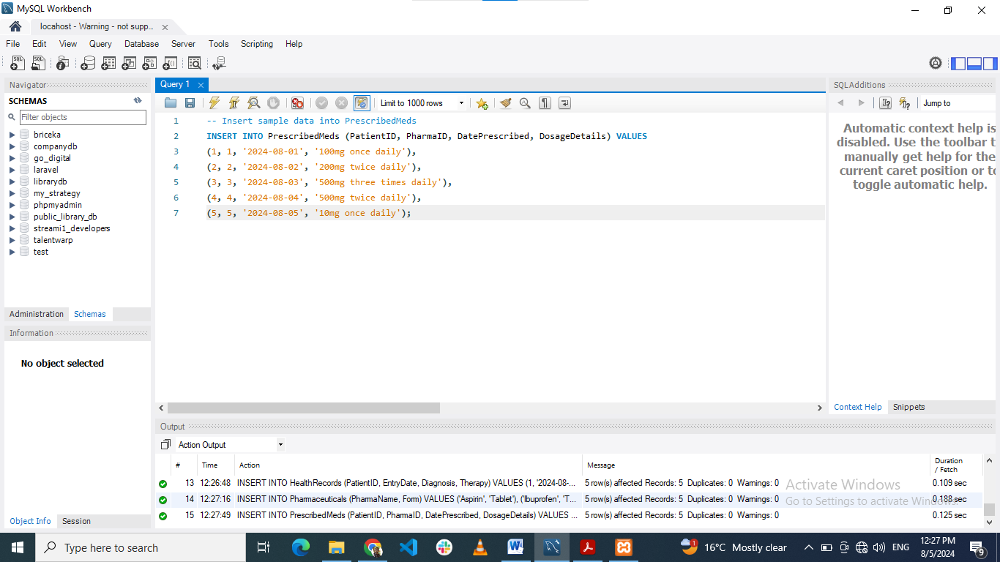 MySQL Workbench
locahost - Warning - not supp...
File Edit View Query Database Server Tools Scripting Help
Navigator
SCHEMAS
Filter objects
briceka
companydb
go_digital
laravel
librarydb
my_strategy
phpmyadmin
public_library_db
streami1_developers
talentwarp
test
Administration Schemas
Information
No object selected
Object Info Session
Query 1
Limit to 1000 rows
1 -- Insert sample data into PrescribedMeds
2 INSERT INTO PrescribedMeds (PatientID, PharmaID, DatePrescribed, DosageDetails) VALUES
3 (1, 1, '2024-08-01', '100mg once daily'),
4 (2, 2, '2024-08-02', '200mg twice daily'),
5 (3, 3, '2024-08-03', '500mg three times daily'),
6 (4, 4, '2024-08-04', '500mg twice daily'),
7 (5, 5, '2024-08-05', '10mg once daily');
SQLAdditions
Jump to
Automatic context help is
disabled. Use the toolbar t
manually get help for the
current caret position or to
toggle automatic help.
Context Help Snippets
Output
Action Output
# Time Action Message Duration / Fetch
13 12:26:48 INSERT INTO HealthRecords (PatientID, EntryDate, Diagnosis, Therapy) VALUES (1, '2024-08-... 5 row(s) affected Records: 5 Duplicates: 0 Warnings: 0 0.109 sec
14 12:27:16 INSERT INTO Pharmaceuticals (PharmaName, Form) VALUES ('Aspirin', 'Tablet'), ('Ibuprofen', 'T... 5 row(s) affected Records: 5 Duplicates: 0 Warnings: 0 0.188 sec
15 12:27:49 INSERT INTO PrescribedMeds (PatientID, PharmaID, DatePrescribed, DosageDetails) VALUES ... 5 row(s) affected Records: 5 Duplicates: 0 Warnings: 0 0.125 sec
Activate Windows
Go to Settings to activate Windows.
Type here to search
16°C Mostly clear
ENG
12:27 PM
8/5/2024
9